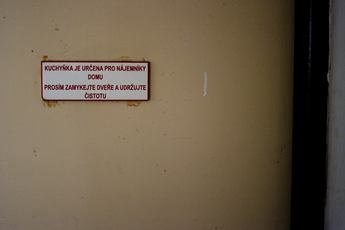 KUCHYŇKA JE URČENA PRO NÁJEMNÍKY
DOMU
PROSÍM ZAMYKEJTE DVEŘE A UDRŽUJTE
ČISTOTU